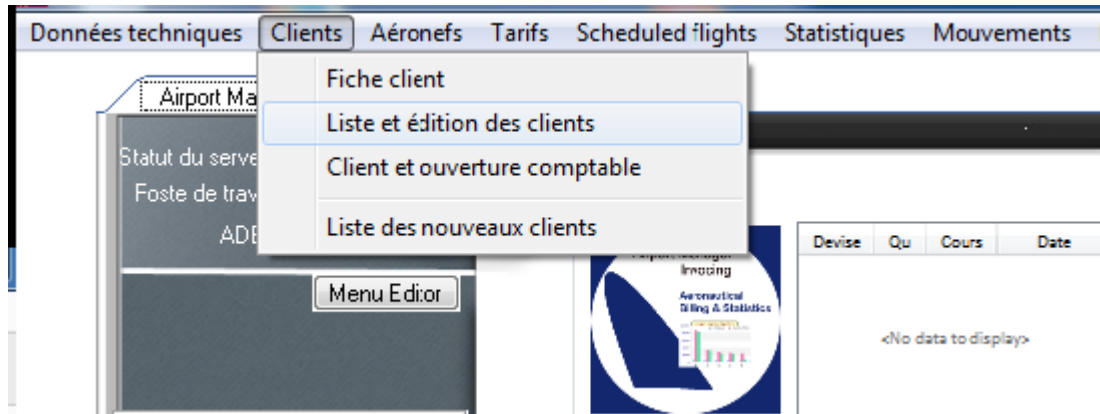 Données techniques Clients Aéronefs Tarifs Scheduled flights Statistiques Mouvements
Fiche client
Airport Ma
Liste et édition des clients
Statut du serve
Client et ouverture comptable
Foste de trav
Liste des nouveaux clients
ADE
Devise Qu Cours Date
Invocing
Menu Editor
Aeronautical
Billing & Statistics
<No data to display>